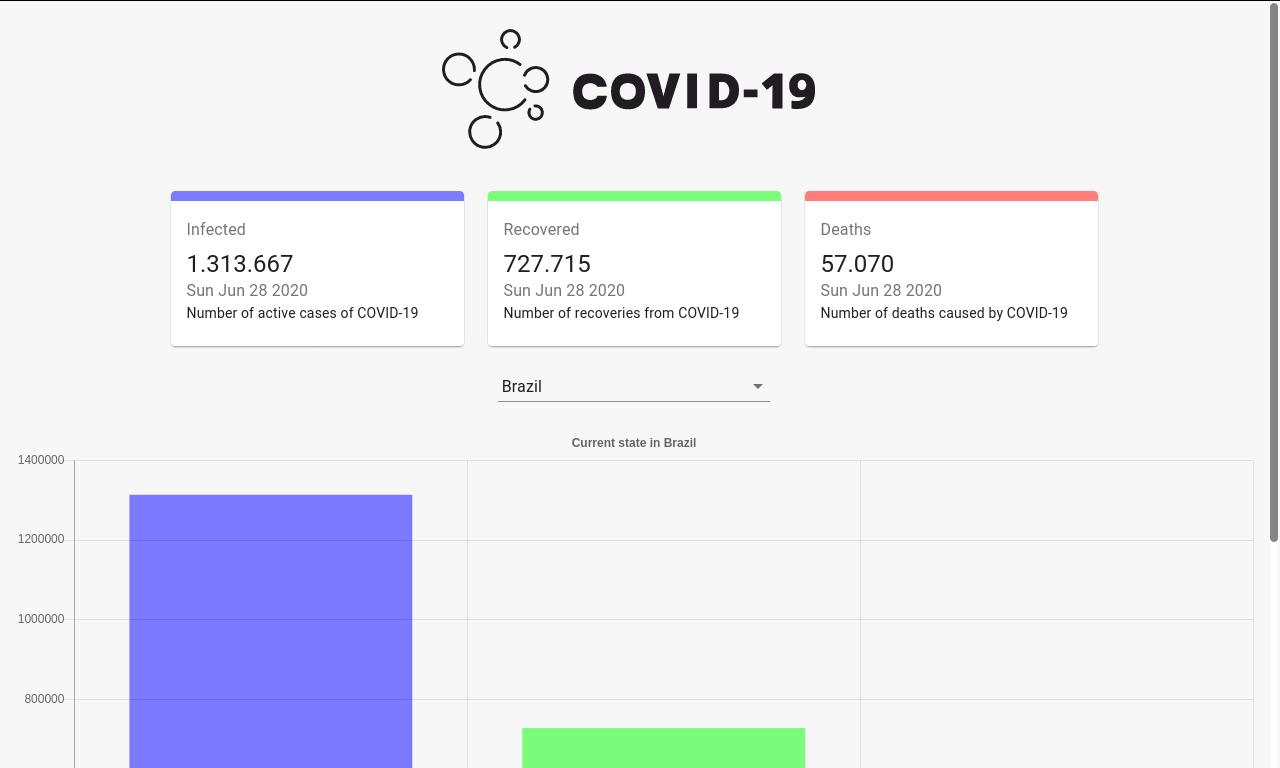 COVID-19
Infected
1.313.667
Sun Jun 28 2020
Number of active cases of COVID-19
Recovered
727.715
Sun Jun 28 2020
Number of recoveries from COVID-19
Deaths
57.070
Sun Jun 28 2020
Number of deaths caused by COVID-19
Brazil
Current state in Brazil
1400000
1200000
1000000
800000